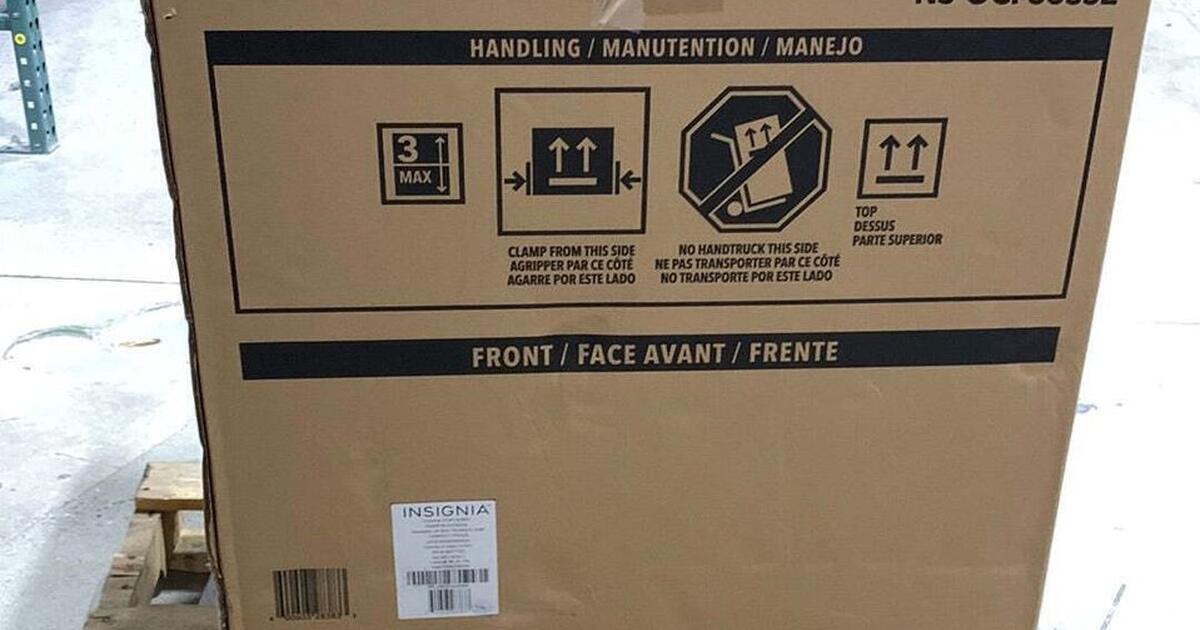 HANDLING / MANUTENTION / MANEJO
3
MAX
CLAMP FROM THIS SIDE
AGRIPPER PAR CE CÔTÉ
AGARRE POR ESTE LADO
NO HANDTRUCK THIS SIDE
NE PAS TRANSPORTER PAR CE CÔTÉ
NO TRANSPORTE POR ESTE LADO
TOP
DESSUS
PARTE SUPERIOR
FRONT / FACE AVANT / FRENTE
INSIGNIA